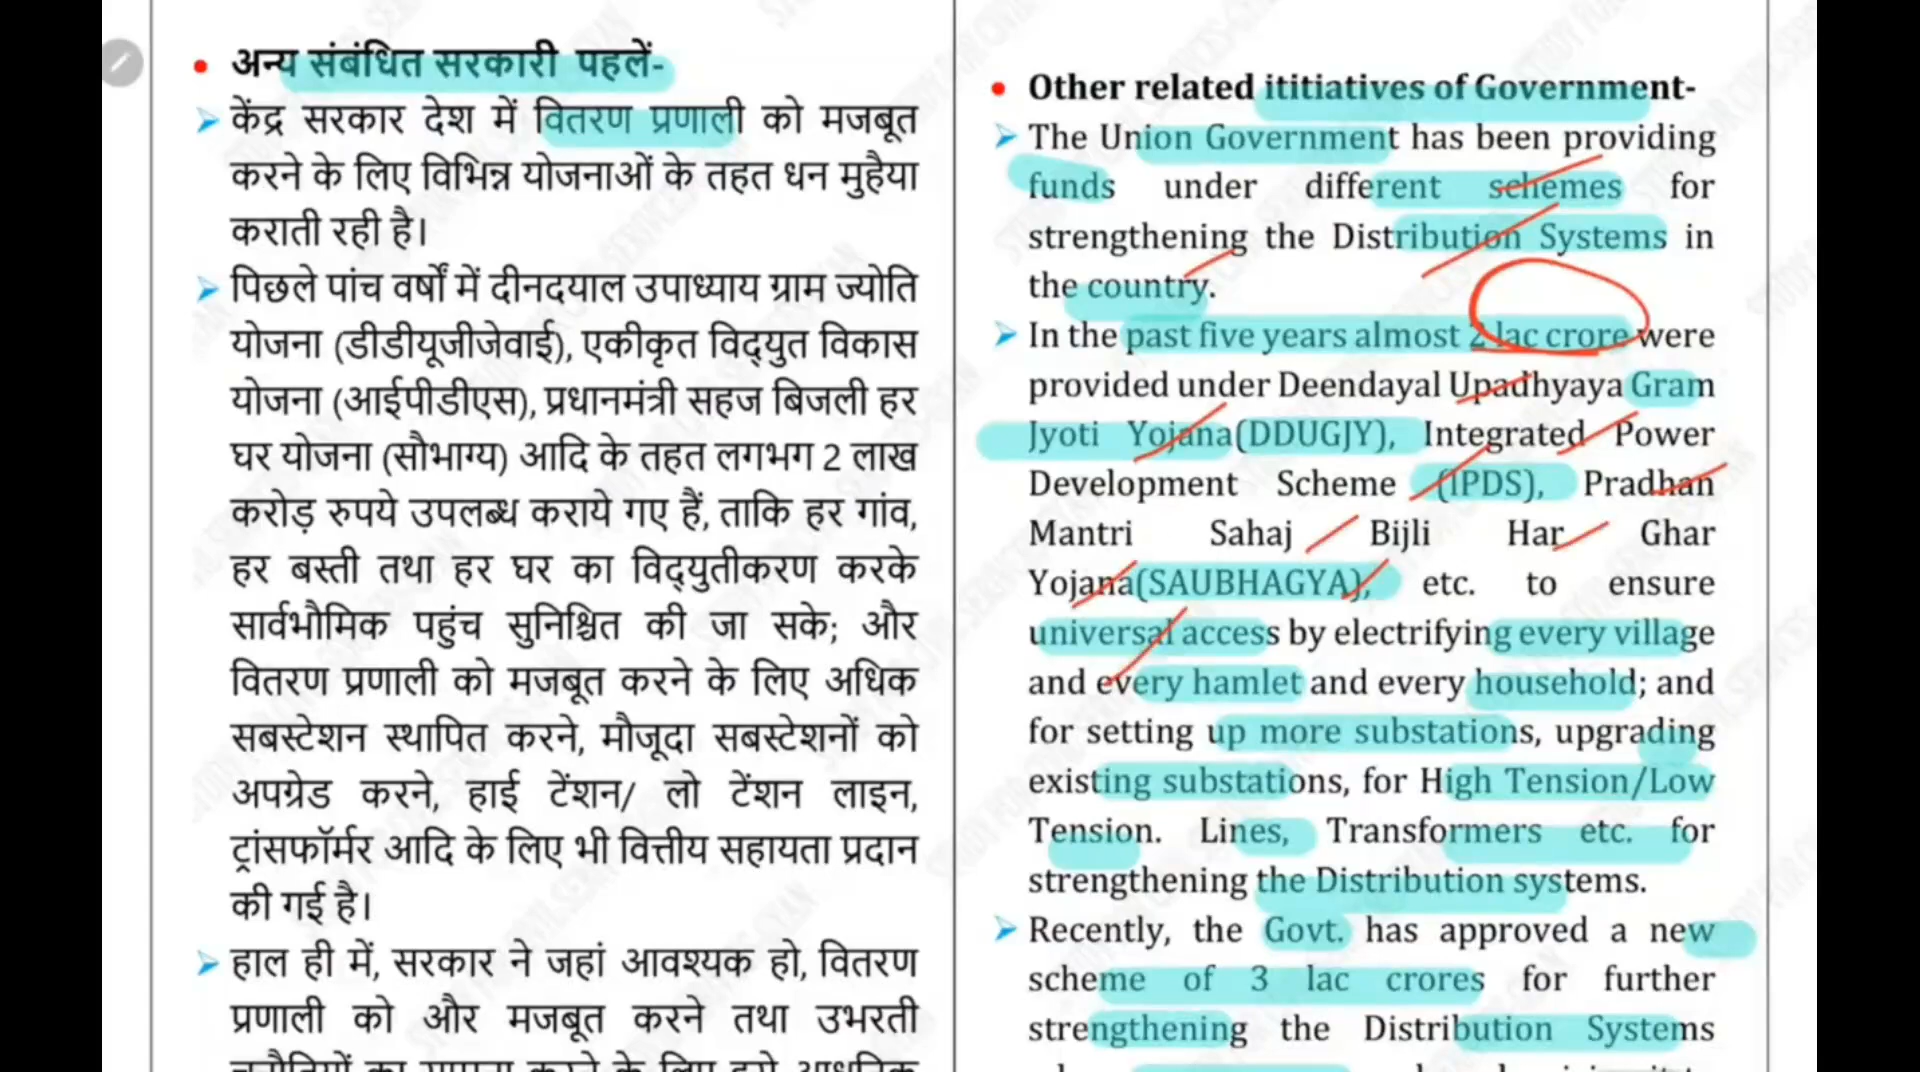 • अन्य संबंधित सरकारी पहलें-
➢ केंद्र सरकार देश में वितरण प्रणाली को मजबूत
करने के लिए विभिन्न योजनाओं के तहत धन मुहैया
कराती रही है।
➢ पिछले पांच वर्षों में दीनदयाल उपाध्याय ग्राम ज्योति
योजना (डीडीयूजीजेवाई), एकीकृत विद्युत विकास
योजना (आईपीडीएस), प्रधानमंत्री सहज बिजली हर
घर योजना (सौभाग्य) आदि के तहत लगभग 2 लाख
करोड़ रुपये उपलब्ध कराये गए हैं, ताकि हर गांव,
हर बस्ती तथा हर घर का विद्युतीकरण करके
सार्वभौमिक पहुंच सुनिश्चित की जा सके; और
वितरण प्रणाली को मजबूत करने के लिए अधिक
सबस्टेशन स्थापित करने, मौजूदा सबस्टेशनों को
अपग्रेड करने, हाई टेंशन/ लो टेंशन लाइन,
ट्रांसफॉर्मर आदि के लिए भी वित्तीय सहायता प्रदान
की गई है।
➢ हाल ही में, सरकार ने जहां आवश्यक हो, वितरण
प्रणाली को और मजबूत करने तथा उभरती
• Other related ititiatives of Government-
➢ The Union Government has been providing
funds under different schemes for
strengthening the Distribution Systems in
the country.
➢ In the past five years almost 2 lac crore were
provided under Deendayal Upadhyaya Gram
Jyoti Yojana(DDUGJY), Integrated Power
Development Scheme (IPDS), Pradhan
Mantri Sahaj Bijli Har Ghar
Yojana(SAUBHAGYA), etc. to ensure
universal access by electrifying every village
and every hamlet and every household; and
for setting up more substations, upgrading
existing substations, for High Tension/Low
Tension. Lines, Transformers etc. for
strengthening the Distribution systems.
➢ Recently, the Govt. has approved a new
scheme of 3 lac crores for further
strengthening the Distribution Systems